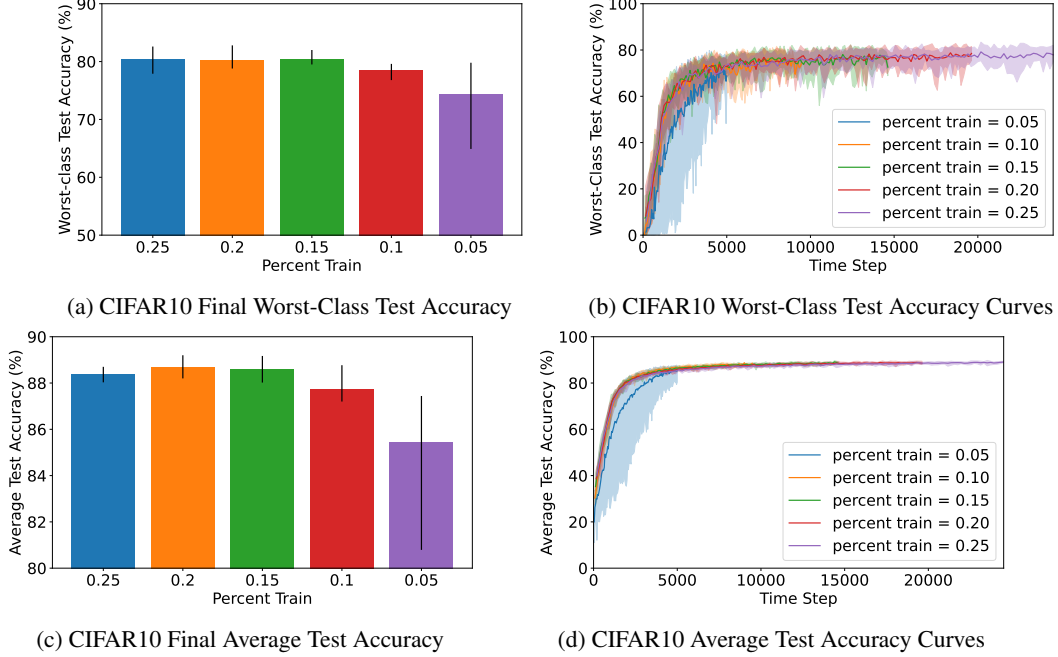 90
80
70
60
50
Worst-class Test Accuracy (%)
0.25 0.2 0.15 0.1 0.05
Percent Train
(a) CIFAR10 Final Worst-Class Test Accuracy
100
80
60
40
20
0
Worst-Class Test Accuracy (%)
percent train = 0.05
percent train = 0.10
percent train = 0.15
percent train = 0.20
percent train = 0.25
0 5000 10000 15000 20000
Time Step
(b) CIFAR10 Worst-Class Test Accuracy Curves
90
88
86
84
82
80
Average Test Accuracy (%)
0.25 0.2 0.15 0.1 0.05
Percent Train
(c) CIFAR10 Final Average Test Accuracy
100
80
60
40
20
0
Average Test Accuracy (%)
percent train = 0.05
percent train = 0.10
percent train = 0.15
percent train = 0.20
percent train = 0.25
0 5000 10000 15000 20000
Time Step
(d) CIFAR10 Average Test Accuracy Curves